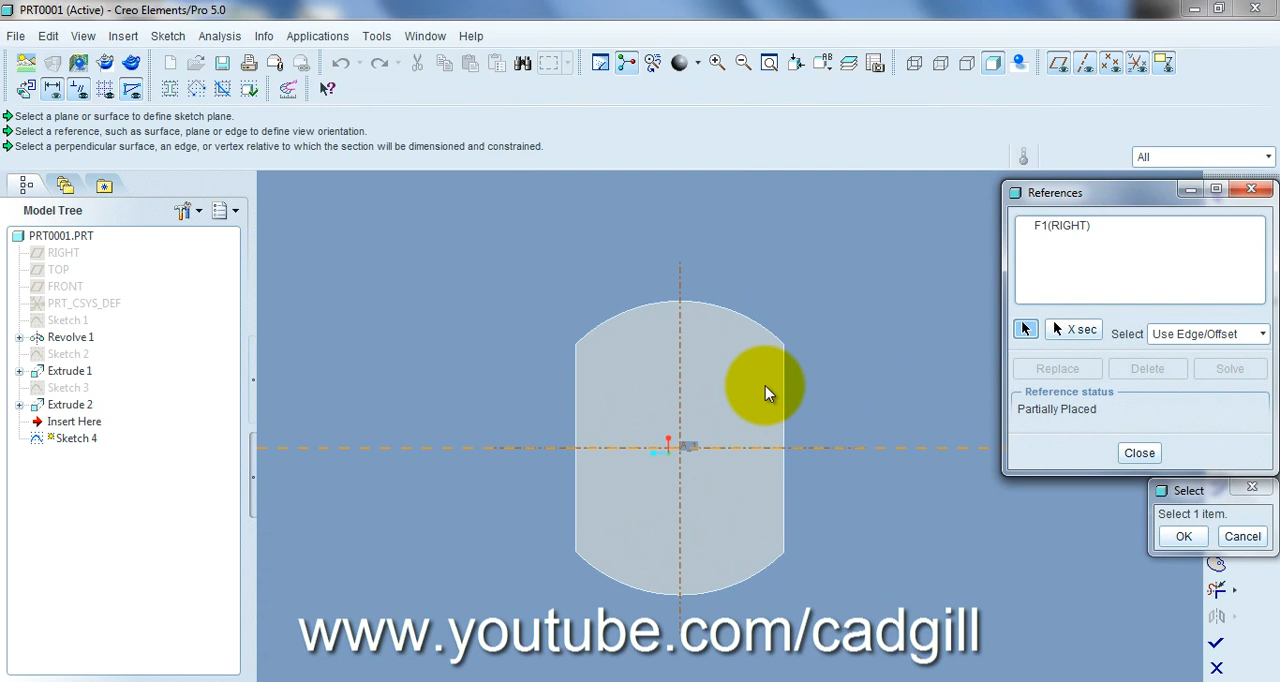 PRT0001 (Active) - Creo Elements/Pro 5.0
File Edit View Insert Sketch Analysis Info Applications Tools Window Help
Select a plane or surface to define sketch plane.
Select a reference, such as surface, plane or edge to define view orientation.
Select a perpendicular surface, an edge, or vertex relative to which the section will be dimensioned and constrained.
All
Model Tree
PRT0001.PRT
RIGHT
TOP
FRONT
PRT_CSYS_DEF
Sketch 1
Revolve 1
Sketch 2
Extrude 1
Sketch 3
Extrude 2
Insert Here
Sketch 4
References
F1(RIGHT)
X sec Select Use Edge/Offset
Replace Delete Solve
Reference status
Partially Placed
Close
Select
Select 1 item.
OK Cancel
www.youtube.com/cadgill